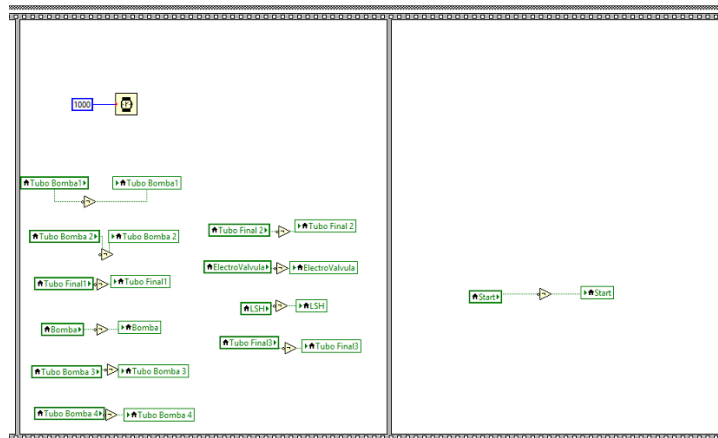 1000
Tubo Bomba1
Tubo Bomba1
Tubo Bomba 2
Tubo Bomba 2
Tubo Final1
Tubo Final1
Bomba
Bomba
Tubo Bomba 3
Tubo Bomba 3
Tubo Bomba 4
Tubo Bomba 4
Tubo Final 2
Tubo Final 2
ElectroValvula
ElectroValvula
LSH
LSH
Tubo Final3
Tubo Final3
Start
Start